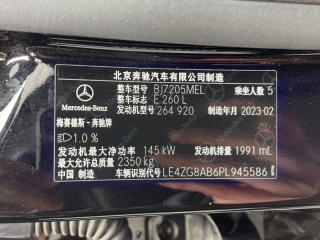 北京奔驰汽车有限公司制造
整车型号 BJ7205MEL 乘坐人数 5
整车标志 E 260 L
Mercedes-Benz 发动机型号 264 920
梅赛德斯-奔驰牌 制造年月 2023-02
1.0 %
发动机最大净功率 145 kW 发动机排量 1991 mL
最大允许总质量 2350 kg
中国 制造 车辆识别代号 LE4ZG8AB6PL945586